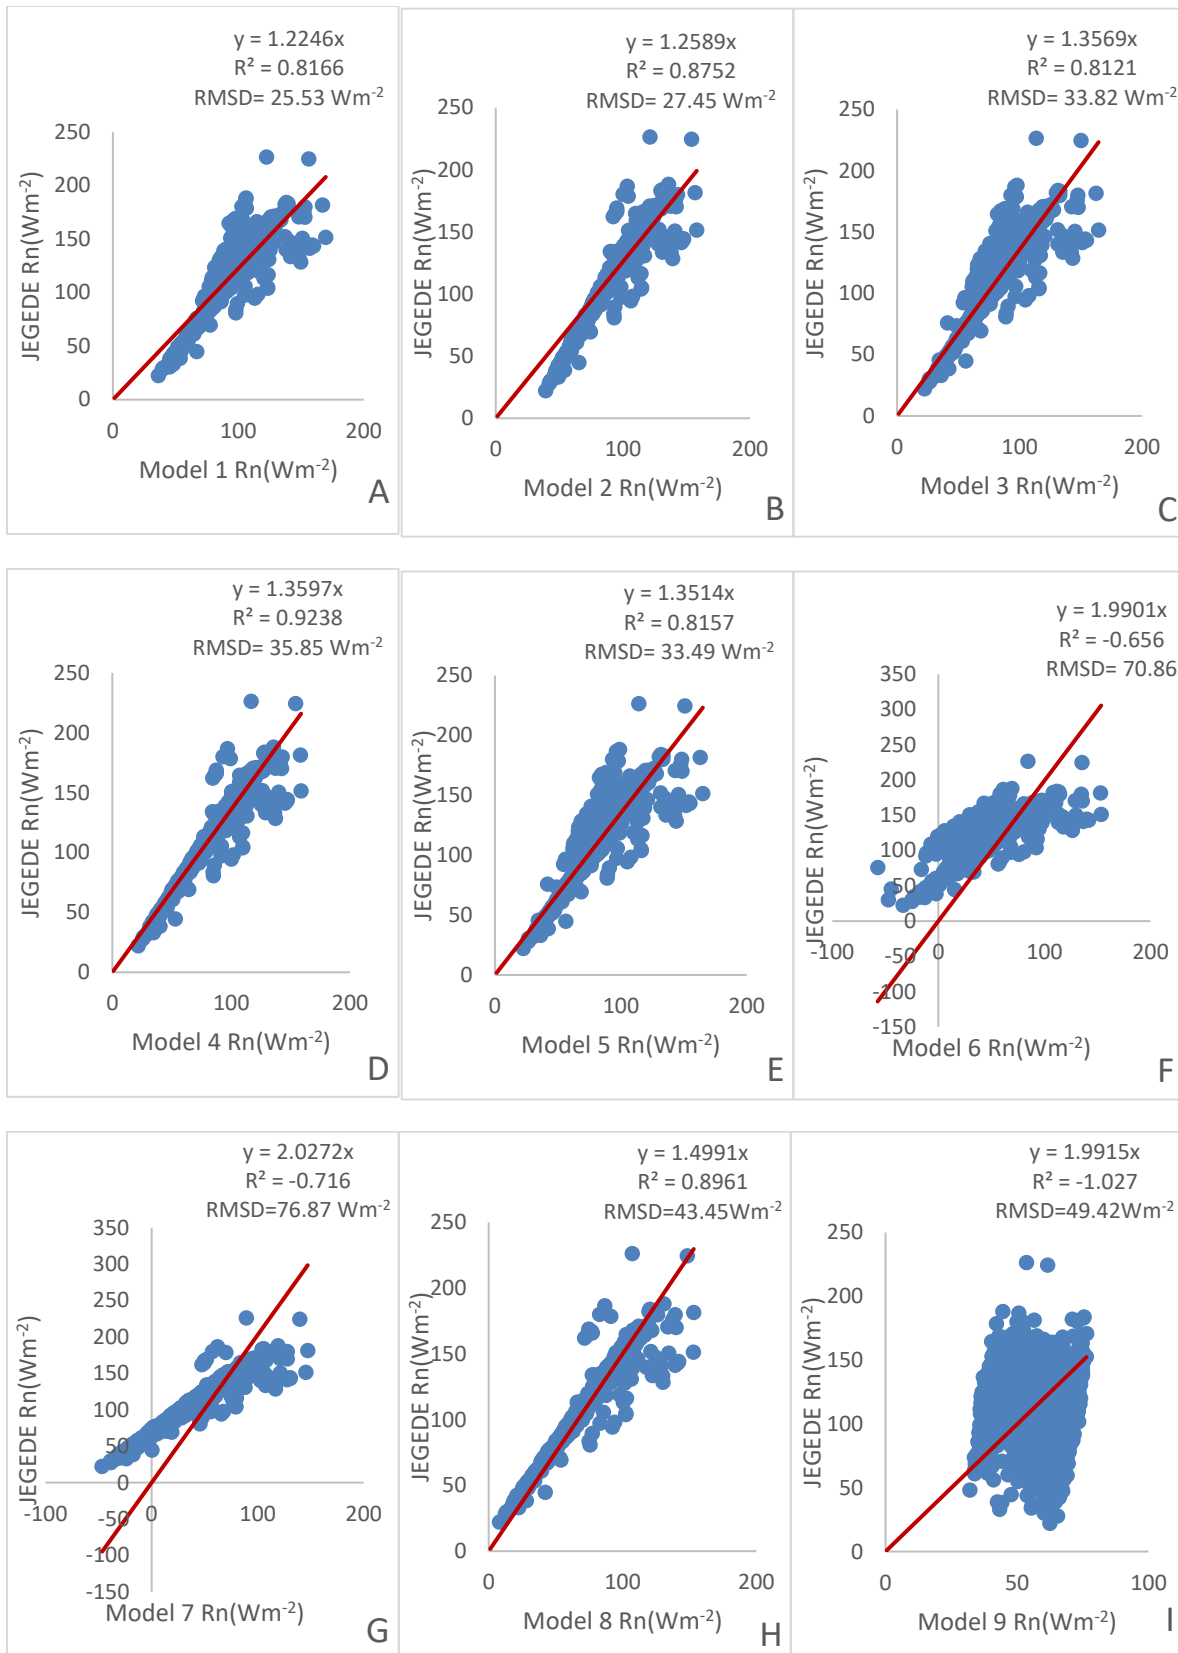 y = 1.2246x
R² = 0.8166
RMSD= 25.53 Wm⁻²
250
200
150
100
50
0
0 100 200
JEGEDE Rn(Wm⁻²)
Model 1 Rn(Wm⁻²)
A
y = 1.2589x
R² = 0.8752
RMSD= 27.45 Wm⁻²
250
200
150
100
50
0
0 100 200
JEGEDE Rn(Wm⁻²)
Model 2 Rn(Wm⁻²)
B
y = 1.3569x
R² = 0.8121
RMSD= 33.82 Wm⁻²
250
200
150
100
50
0
0 100 200
JEGEDE Rn(Wm⁻²)
Model 3 Rn(Wm⁻²)
C
y = 1.3597x
R² = 0.9238
RMSD= 35.85 Wm⁻²
250
200
150
100
50
0
0 100 200
JEGEDE Rn(Wm⁻²)
Model 4 Rn(Wm⁻²)
D
y = 1.3514x
R² = 0.8157
RMSD= 33.49 Wm⁻²
250
200
150
100
50
0
0 100 200
JEGEDE Rn(Wm⁻²)
Model 5 Rn(Wm⁻²)
E
y = 1.9901x
R² = -0.656
RMSD= 70.86
350
300
250
200
150
100
50
0
-50
-100
-150
-100 0 100 200
JEGEDE Rn(Wm⁻²)
Model 6 Rn(Wm⁻²)
F
y = 2.0272x
R² = -0.716
RMSD=76.87 Wm⁻²
350
300
250
200
150
100
50
0
-50
-100
-150
-100 0 100 200
JEGEDE Rn(Wm⁻²)
Model 7 Rn(Wm⁻²)
G
y = 1.4991x
R² = 0.8961
RMSD=43.45Wm⁻²
250
200
150
100
50
0
0 100 200
JEGEDE Rn(Wm⁻²)
Model 8 Rn(Wm⁻²)
H
y = 1.9915x
R² = -1.027
RMSD=49.42Wm⁻²
250
200
150
100
50
0
0 50 100
JEGEDE Rn(Wm⁻²)
Model 9 Rn(Wm⁻²)
I